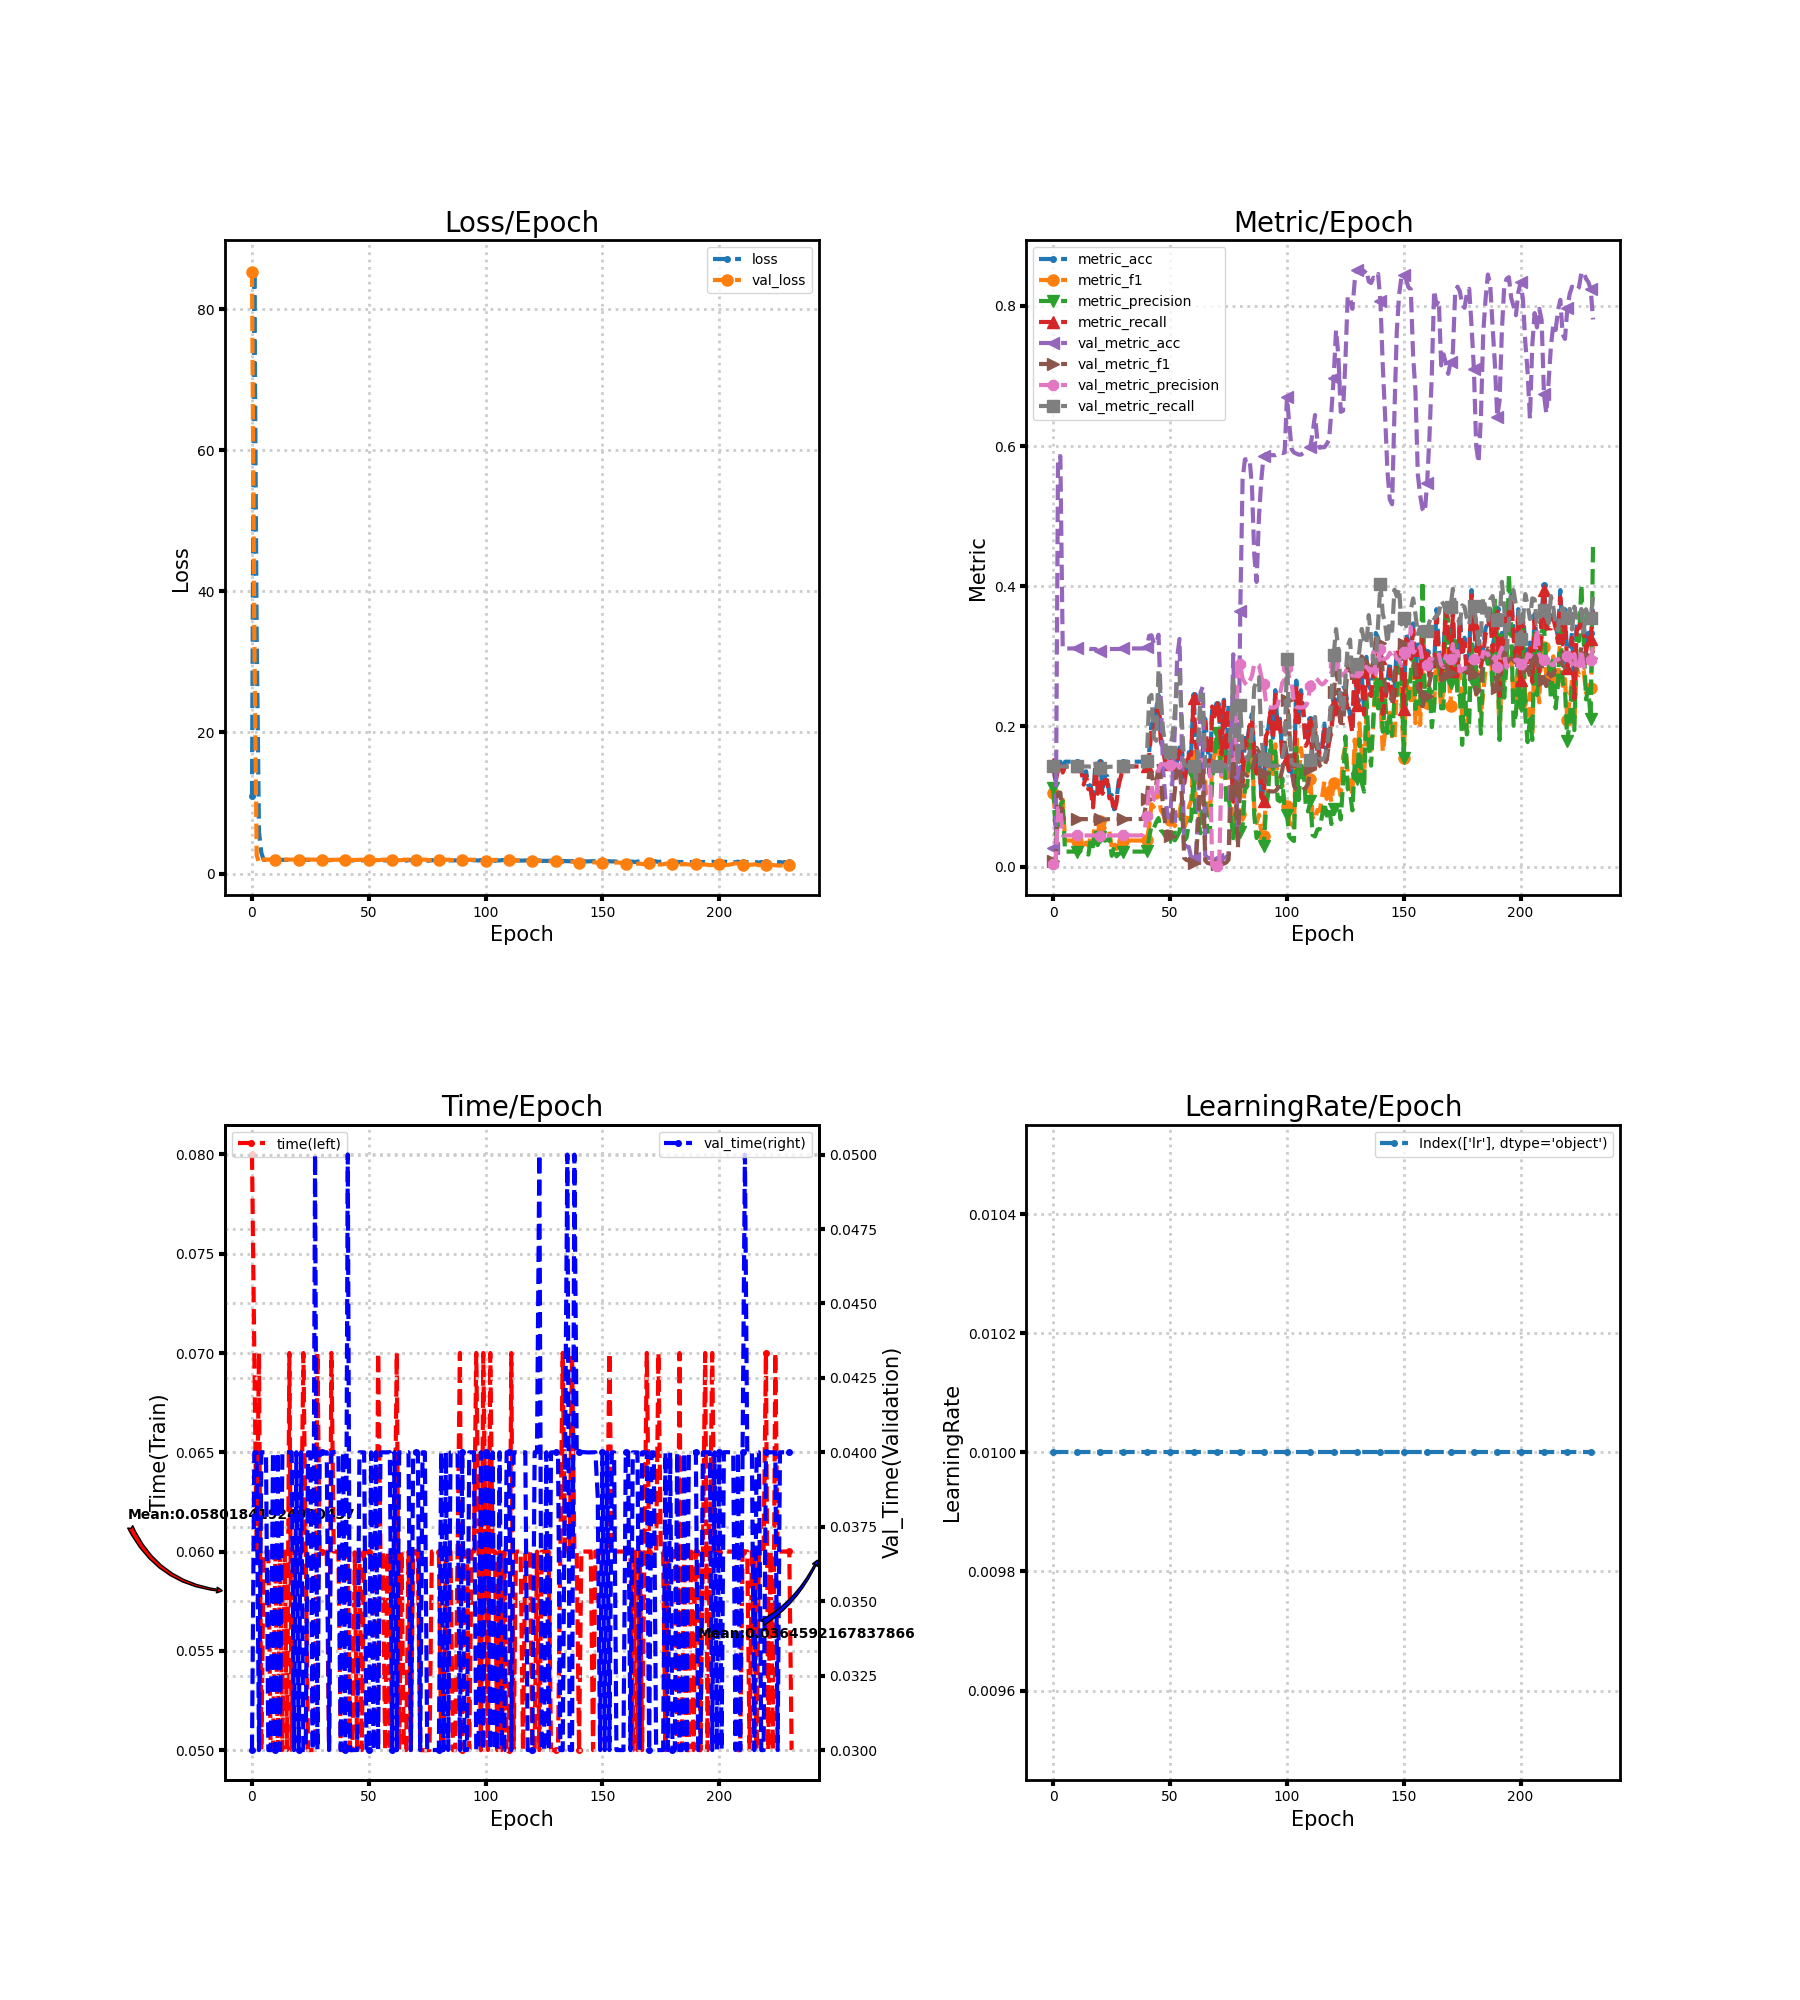 Loss/Epoch
loss
val_loss
80
60
40
20
0
Loss
0 50 100 150 200
Epoch
Metric/Epoch
metric_acc
metric_f1
metric_precision
metric_recall
val_metric_acc
val_metric_f1
val_metric_precision
val_metric_recall
0.8
0.6
0.4
0.2
0.0
Metric
0 50 100 150 200
Epoch
Time/Epoch
time(left)
val_time(right)
0.080
0.075
0.070
0.065
0.060
0.055
0.050
Time(Train)
0.0500
0.0475
0.0450
0.0425
0.0400
0.0375
0.0350
0.0325
0.0300
Val_Time(Validation)
Mean:0.0364592167837866
0 50 100 150 200
Epoch
LearningRate/Epoch
Index(['lr'], dtype='object')
0.0104
0.0102
0.0100
0.0098
0.0096
LearningRate
0 50 100 150 200
Epoch